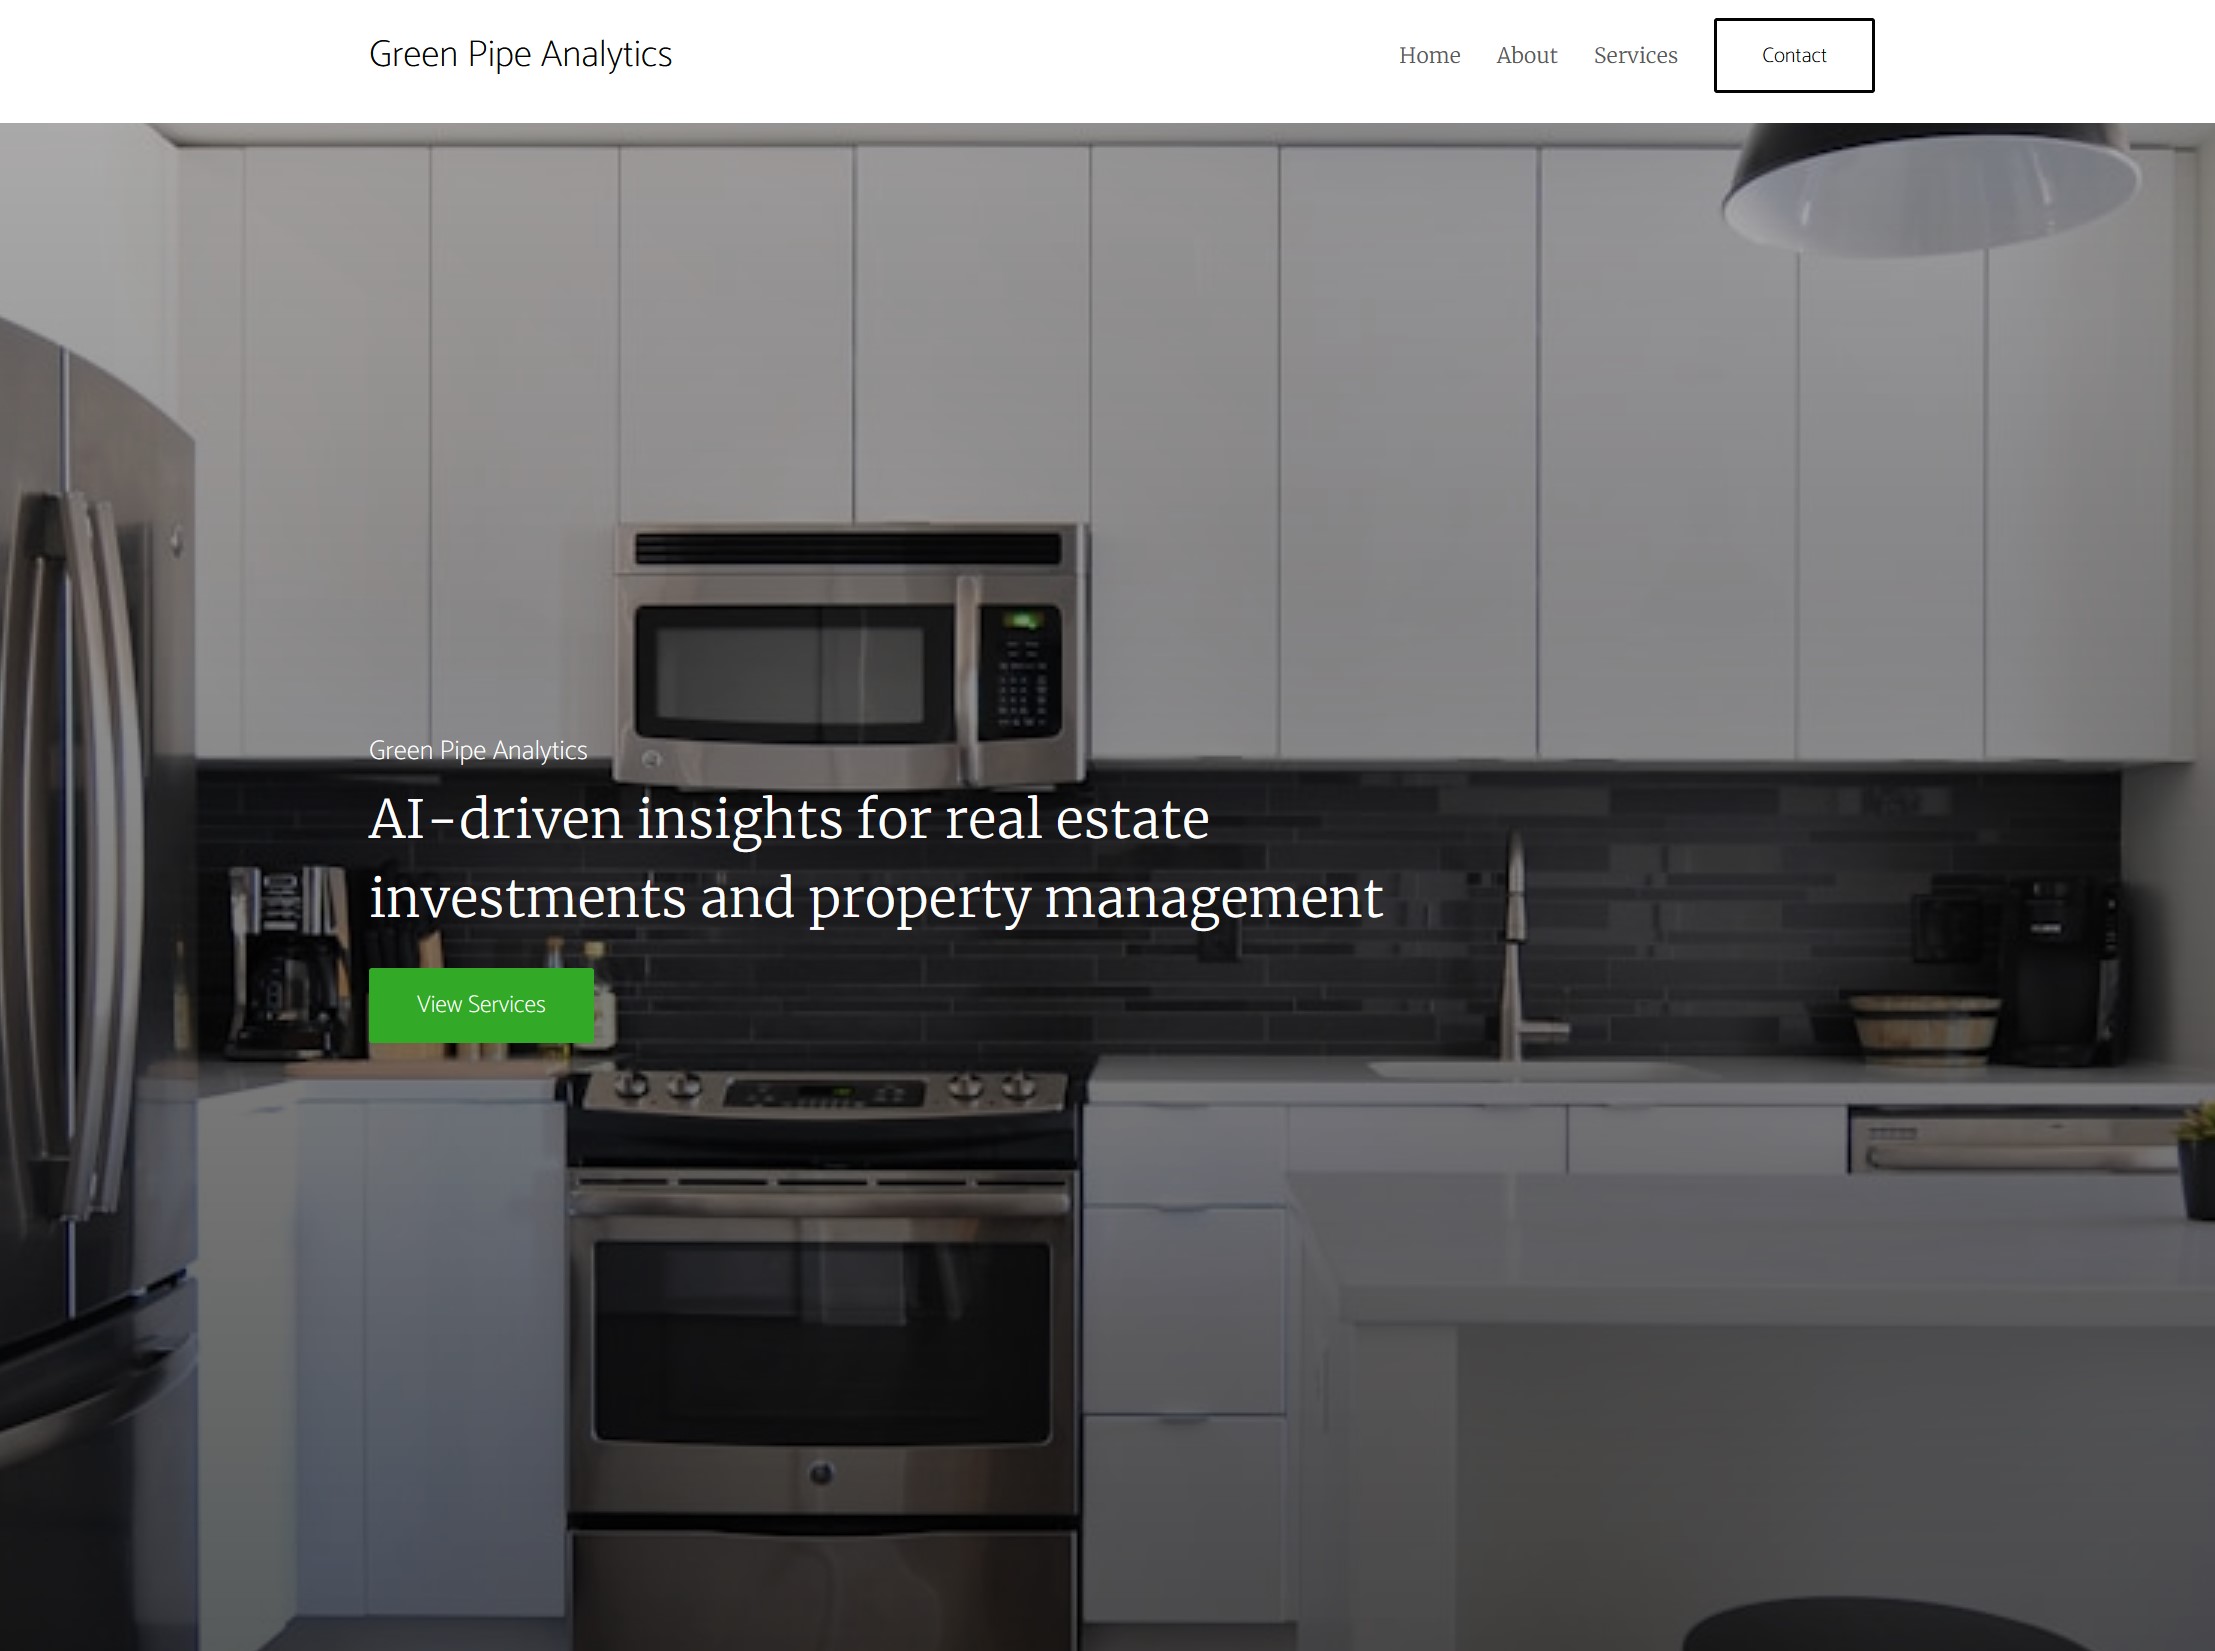 Green Pipe Analytics
Home About Services Contact
Green Pipe Analytics
AI-driven insights for real estate
investments and property management
View Services